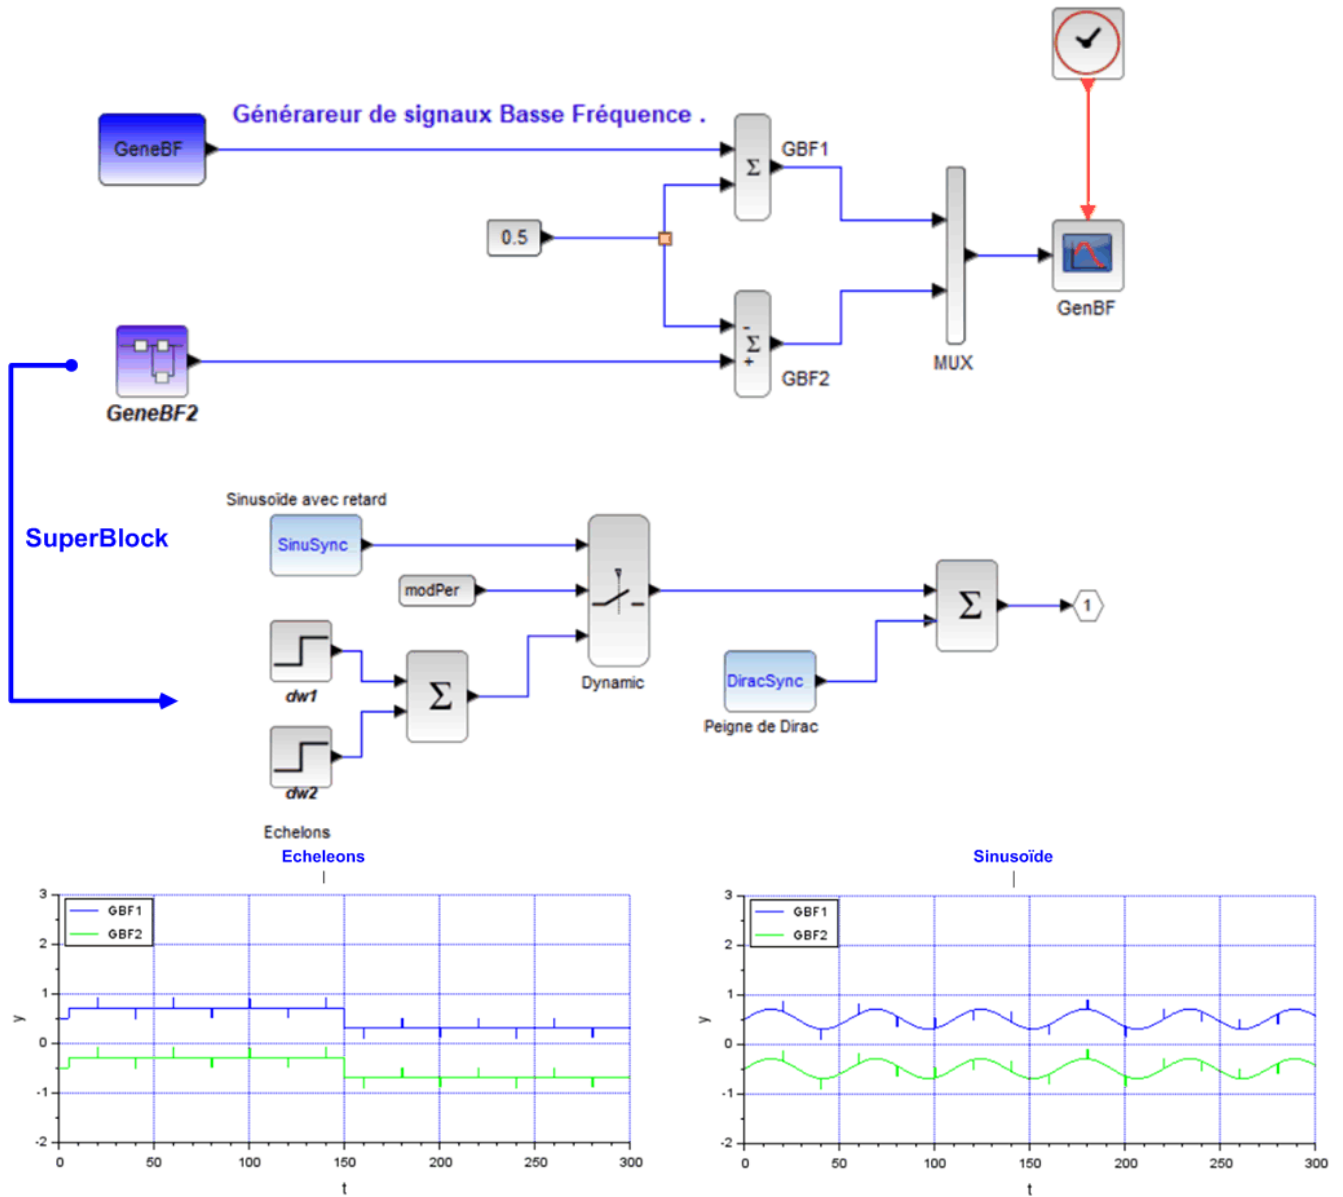 Générareur de signaux Basse Fréquence .
GeneBF
GBF1
Σ
0.5
GenBF
-
Σ
+
MUX
GBF2
GeneBF2
Sinusoïde avec retard
SuperBlock
SinuSync
modPer
Σ
1
dw1
Dynamic
DiracSync
Σ
Peigne de Dirac
dw2
Echelons
Echeleons
3
GBF1
GBF2
2
1
y
0
-1
-2
0 50 100 150 200 250 300
t
Sinusoïde
3
GBF1
GBF2
2
1
y
0
-1
-2
0 50 100 150 200 250 300
t